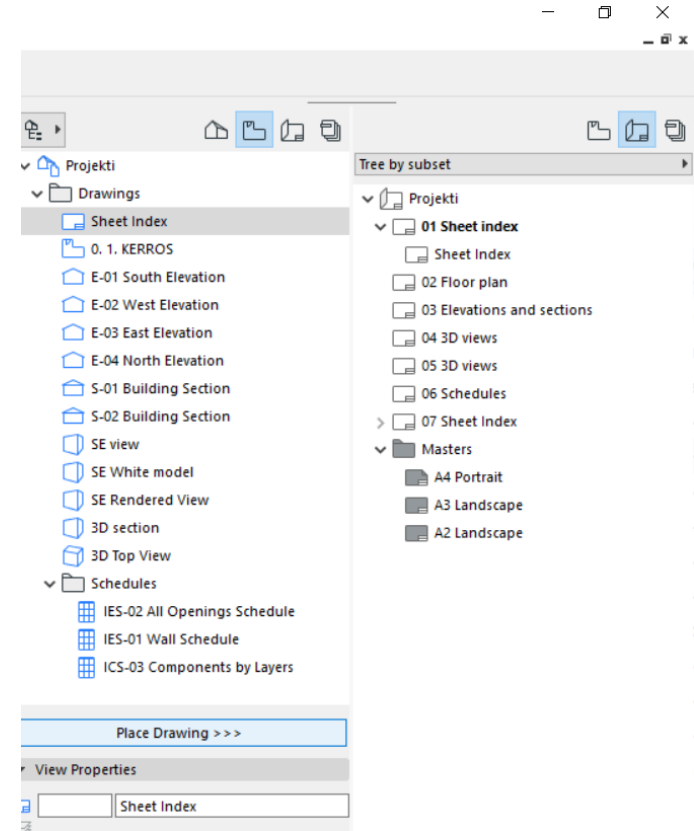 Projekti
Drawings
Sheet Index
0. 1. KERROS
E-01 South Elevation
E-02 West Elevation
E-03 East Elevation
E-04 North Elevation
S-01 Building Section
S-02 Building Section
SE view
SE White model
SE Rendered View
3D section
3D Top View
Schedules
IES-02 All Openings Schedule
IES-01 Wall Schedule
ICS-03 Components by Layers
Place Drawing >>>
View Properties
Sheet Index
Tree by subset
Projekti
01 Sheet index
Sheet Index
02 Floor plan
03 Elevations and sections
04 3D views
05 3D views
06 Schedules
07 Sheet Index
Masters
A4 Portrait
A3 Landscape
A2 Landscape